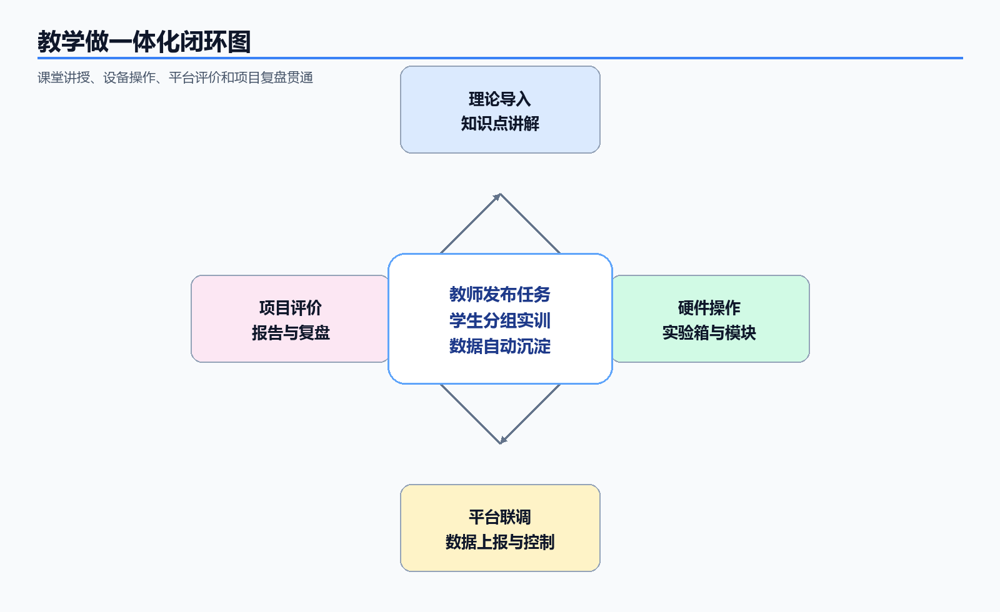 教学做一体化闭环图
课堂讲授、设备操作、平台评价和项目复盘贯通
理论导入
知识点讲解
项目评价
报告与复盘
教师发布任务
学生分组实训
数据自动沉淀
硬件操作
实验箱与模块
平台联调
数据上报与控制